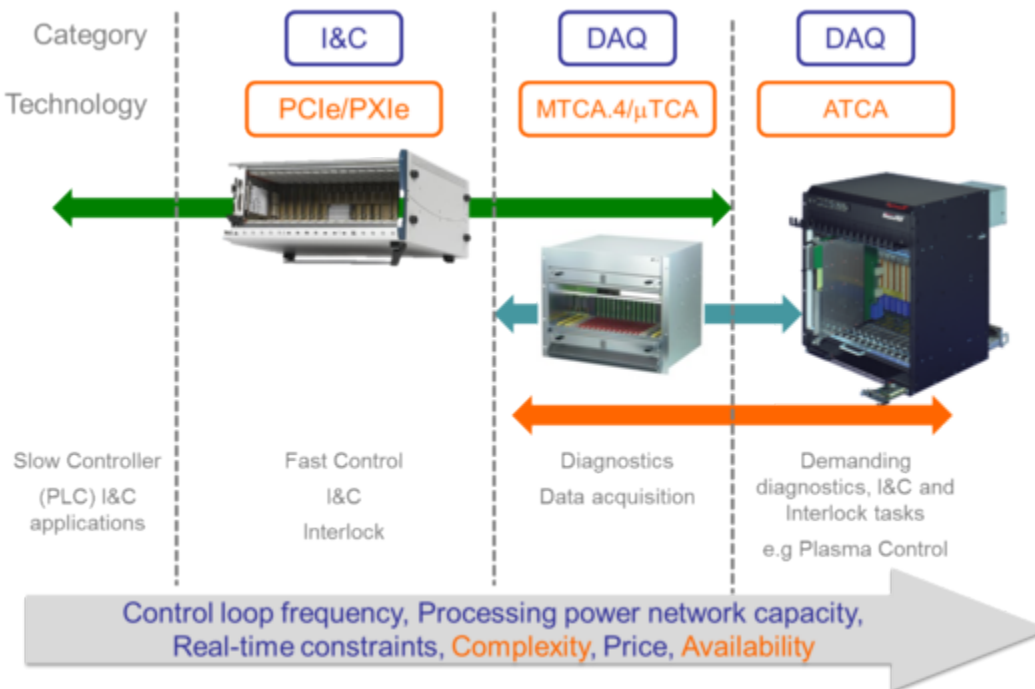 Category
I&C
DAQ
DAQ
Technology
PCIe/PXIe
MTCA.4/μTCA
ATCA
Slow Controller
(PLC) I&C
applications
Fast Control
I&C
Interlock
Diagnostics
Data acquisition
Demanding
diagnostics, I&C and
Interlock tasks
e.g Plasma Control
Control loop frequency, Processing power network capacity,
Real-time constraints, Complexity, Price, Availability